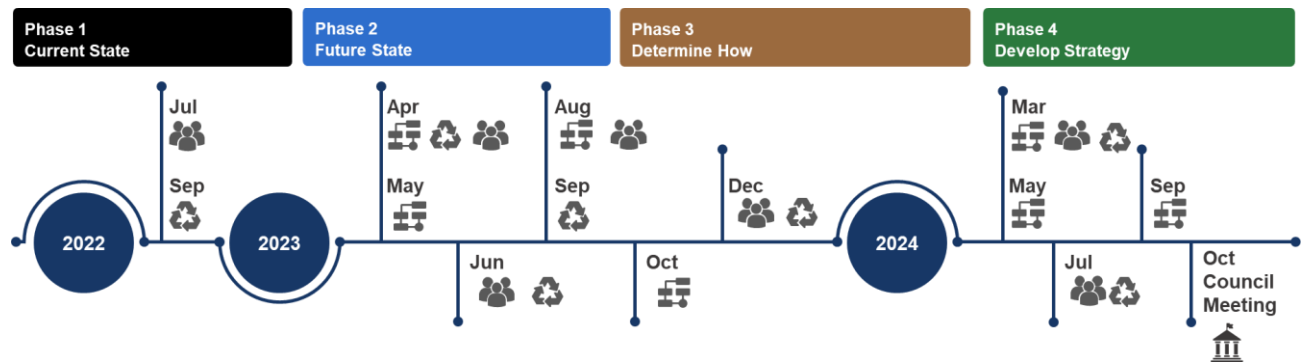 Phase 1
Current State
Phase 2
Future State
Phase 3
Determine How
Phase 4
Develop Strategy
2022
Jul
Sep
2023
Apr
May
Jun
Aug
Sep
Oct
Dec
2024
Mar
May
Jul
Sep
Oct
Council
Meeting